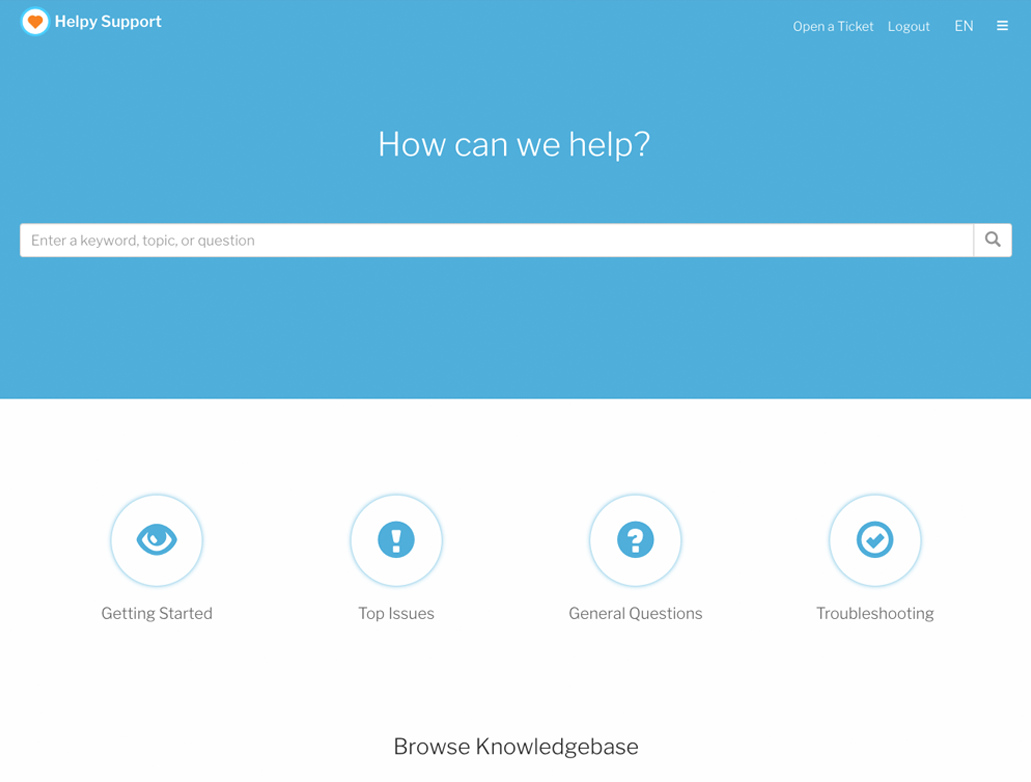 Helpy Support
Open a Ticket Logout EN
How can we help?
Enter a keyword, topic, or question
Getting Started Top Issues General Questions Troubleshooting
Browse Knowledgebase